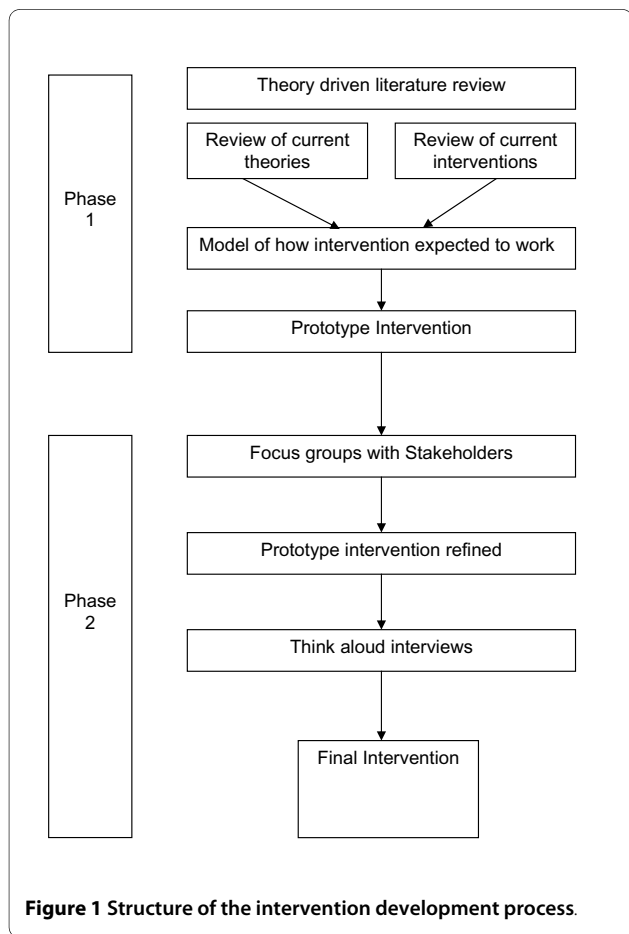 Theory driven literature review
Review of current
theories
Review of current
interventions
Phase
1
Model of how intervention expected to work
Prototype Intervention
Focus groups with Stakeholders
Prototype intervention refined
Phase
2
Think aloud interviews
Final Intervention
Figure 1 Structure of the intervention development process.